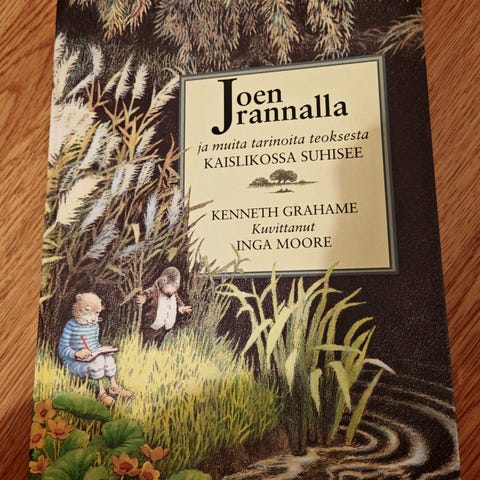 Joen
rannalla
ja muita tarinoita teoksesta
KAISLIKOSSA SUHISEE
KENNETH GRAHAME
Kuvittanut
INGA MOORE